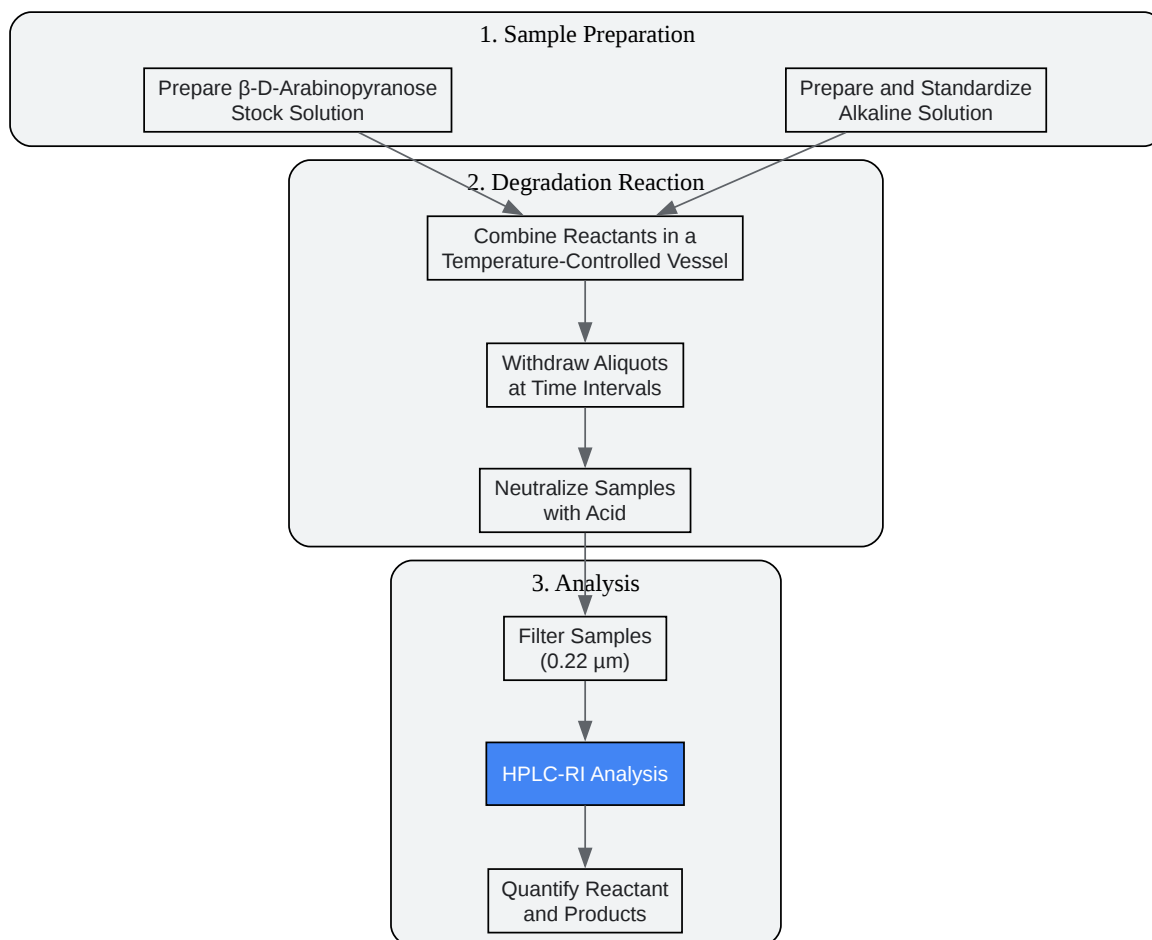 1. Sample Preparation
Prepare β-D-Arabinopyranose
Stock Solution
Prepare and Standardize
Alkaline Solution
2. Degradation Reaction
Combine Reactants in a
Temperature-Controlled Vessel
Withdraw Aliquots
at Time Intervals
Neutralize Samples
with Acid
3. Analysis
Filter Samples
(0.22 µm)
HPLC-RI Analysis
Quantify Reactant
and Products